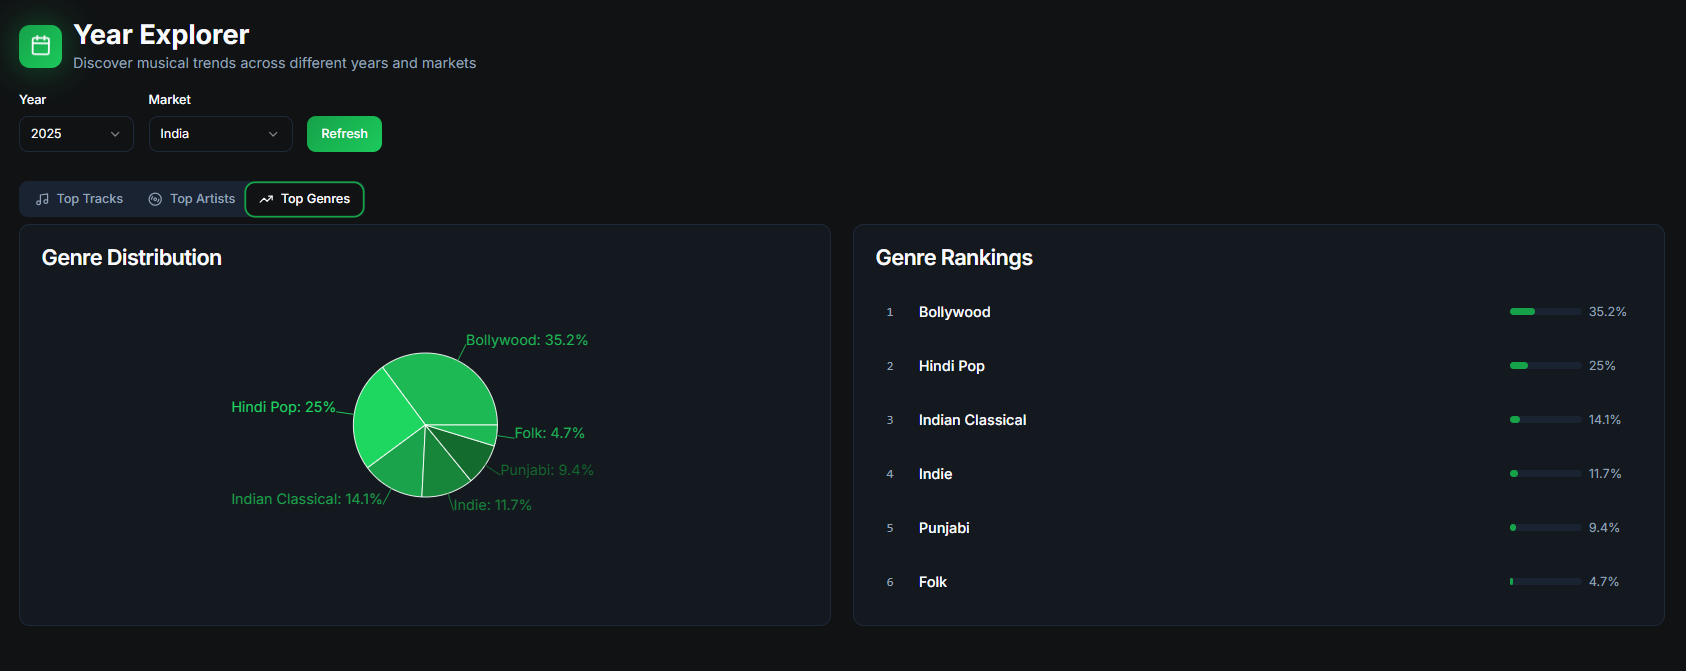 Year Explorer
Discover musical trends across different years and markets
Year
Market
2025
India
Refresh
Top Tracks
Top Artists
Top Genres
Genre Distribution
Bollywood: 35.2%
Hindi Pop: 25%
Folk: 4.7%
Punjabi: 9.4%
Indian Classical: 14.1%
Indie: 11.7%
Genre Rankings
1 Bollywood 35.2%
2 Hindi Pop 25%
3 Indian Classical 14.1%
4 Indie 11.7%
5 Punjabi 9.4%
6 Folk 4.7%